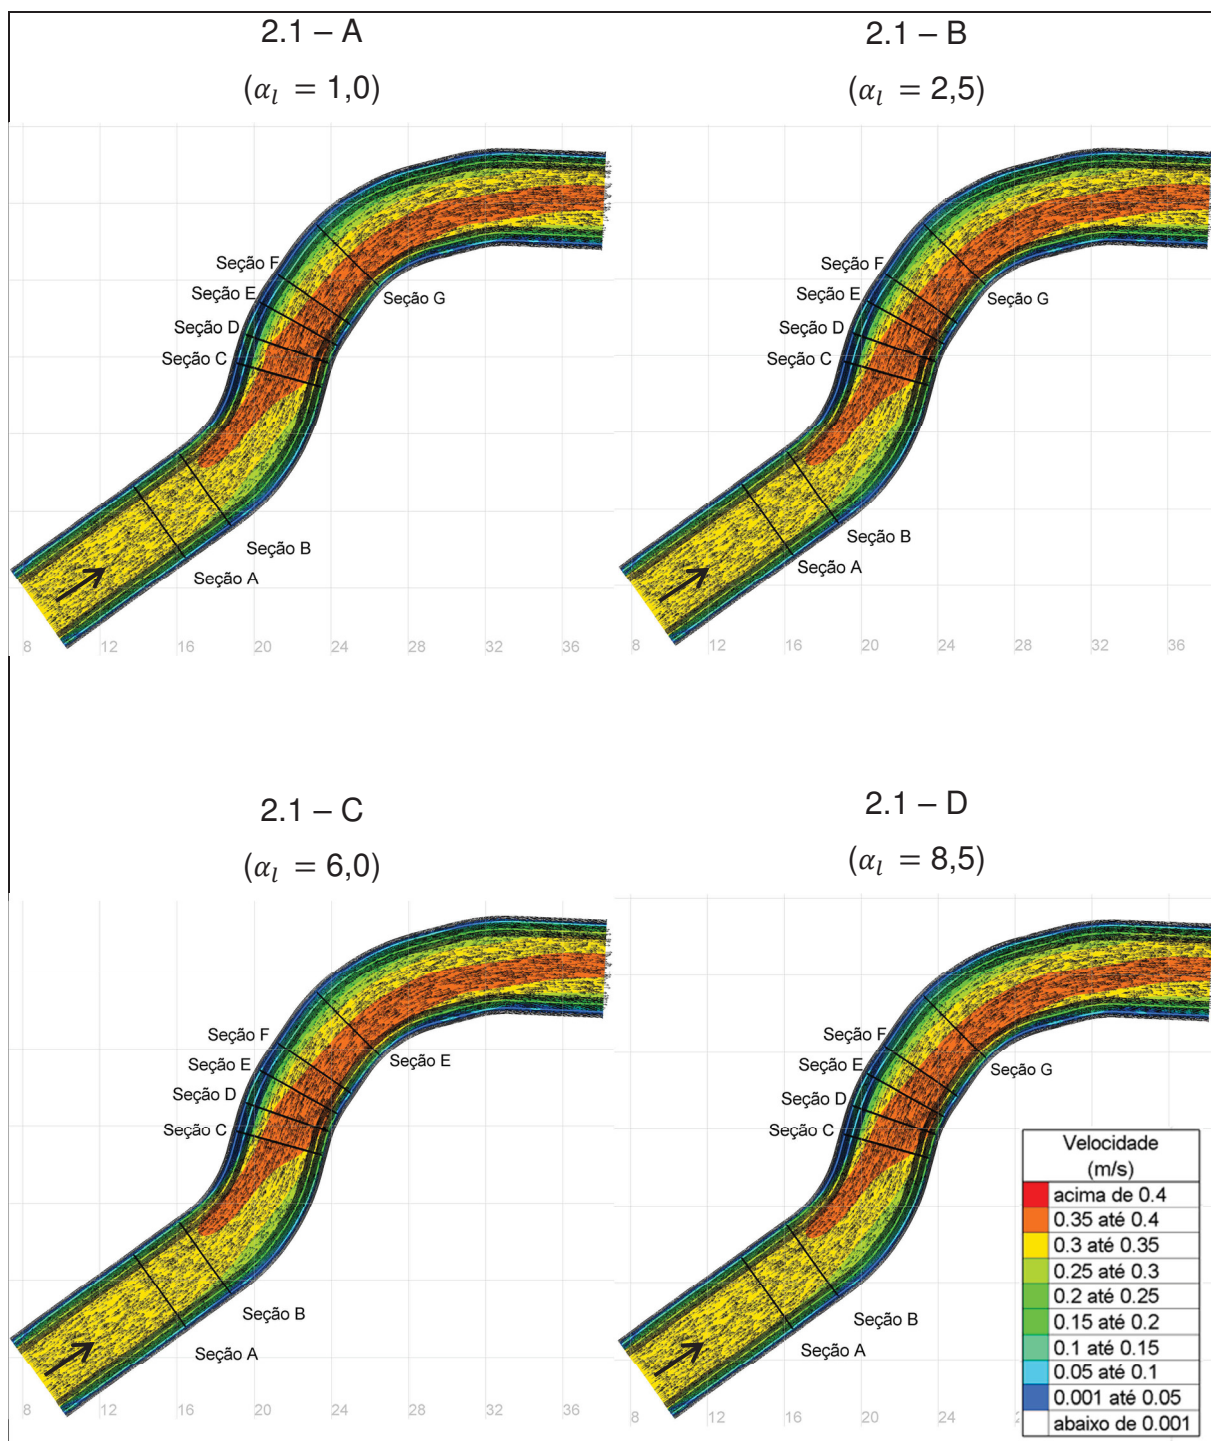 2.1 – A
(αₗ = 1,0)
Seção F
Seção E
Seção D
Seção C
Seção G
Seção B
Seção A
8 12 16 20 24 28 32 36
2.1 – B
(αₗ = 2,5)
Seção F
Seção E
Seção D
Seção C
Seção G
Seção B
Seção A
8 12 16 20 24 28 32 36
2.1 – C
(αₗ = 6,0)
Seção F
Seção E
Seção D
Seção C
Seção E
Seção B
Seção A
8 12 16 20 24 28 32 36
2.1 – D
(αₗ = 8,5)
Seção F
Seção E
Seção D
Seção C
Seção G
Seção B
Seção A
8 12 16 20 24
Velocidade
(m/s)
acima de 0.4
0.35 até 0.4
0.3 até 0.35
0.25 até 0.3
0.2 até 0.25
0.15 até 0.2
0.1 até 0.15
0.05 até 0.1
0.001 até 0.05
abaixo de 0.001